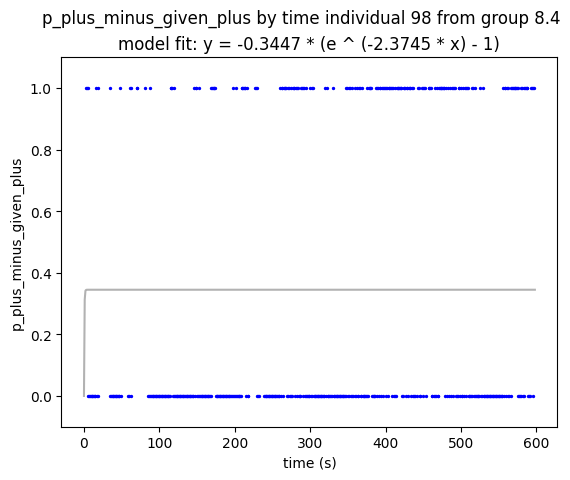 p_plus_minus_given_plus by time individual 98 from group 8.4
model fit: y = -0.3447 * (e ^ (-2.3745 * x) - 1)
1.0
0.8
0.6
0.4
0.2
0.0
p_plus_minus_given_plus
0 100 200 300 400 500 600
time (s)